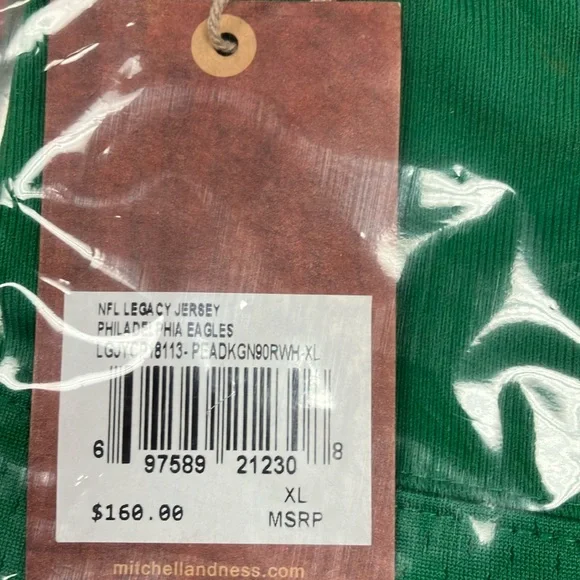 NFL LEGACY JERSEY
PHILADELPHIA EAGLES
PEADKGN90RWH-XL
6 97589 21230 8
XL
$160.00 MSRP
mitchellandness.com